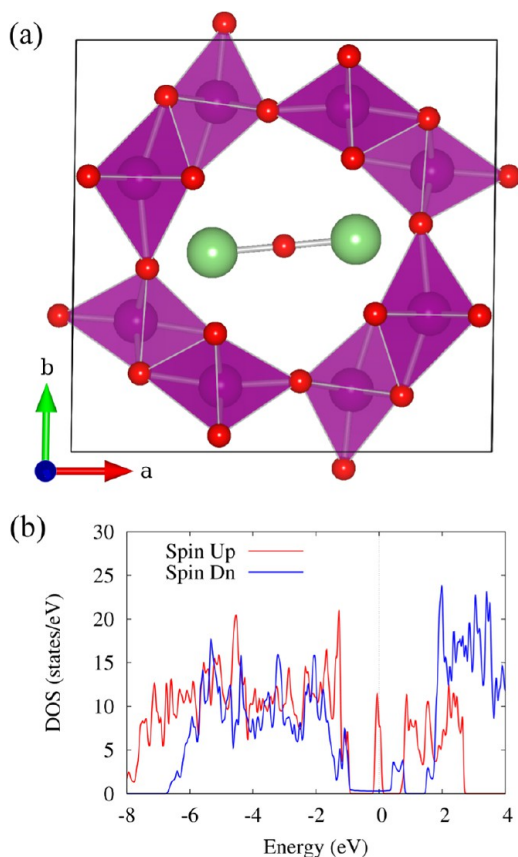 (a)
b
a
(b)
30
25
20
15
10
5
0
DOS (states/eV)
Spin Up
Spin Dn
-8 -6 -4 -2 0 2 4
Energy (eV)